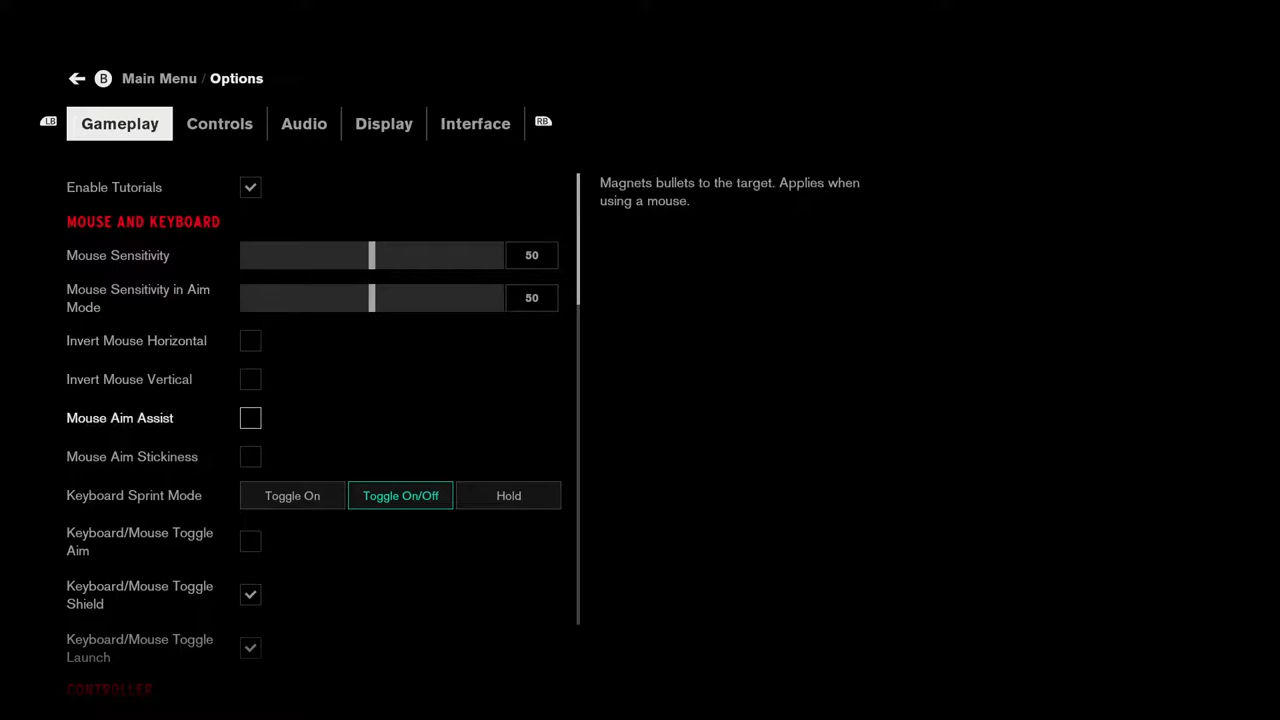 B Main Menu / Options
LB Gameplay Controls Audio Display Interface RB
Enable Tutorials
MOUSE AND KEYBOARD
Mouse Sensitivity 50
Mouse Sensitivity in Aim
Mode 50
Invert Mouse Horizontal
Invert Mouse Vertical
Mouse Aim Assist
Mouse Aim Stickiness
Keyboard Sprint Mode Toggle On Toggle On/Off Hold
Keyboard/Mouse Toggle
Aim
Keyboard/Mouse Toggle
Shield
Keyboard/Mouse Toggle
Launch
CONTROLLER
Magnets bullets to the target. Applies when
using a mouse.